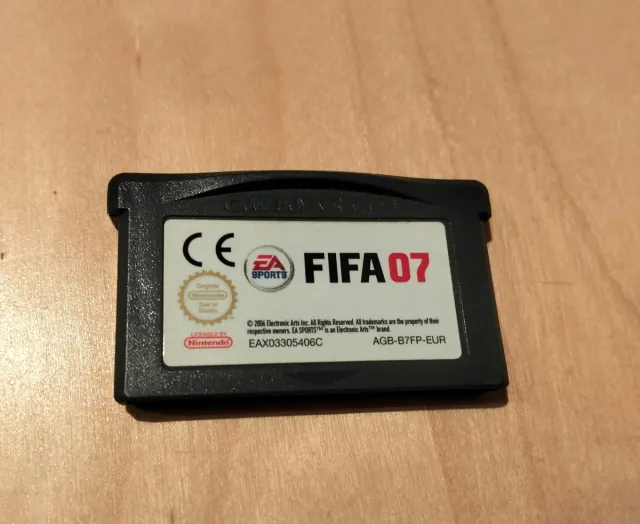 GAME BOY ADVANCE
CE
EA
SPORTS
FIFA 07
Original
Nintendo
Seal of
Quality
© 2006 Electronic Arts Inc. All Rights Reserved. All trademarks are the property of their
respective owners. EA SPORTS™ is an Electronic Arts™ brand.
LICENSED BY
Nintendo
EAX03305406C
AGB-B7FP-EUR